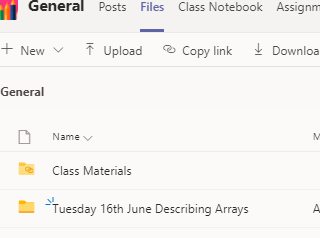 General Posts Files Class Notebook Assignm
New Upload Copy link Downloa
General
Name M
Class Materials
Tuesday 16th June Describing Arrays A